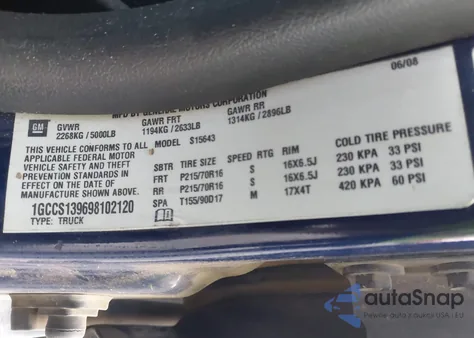 MFD BY GENERAL MOTORS CORPORATION 06/08
GM GVWR GAWR FRT GAWR RR
2268KG / 5000LB 1194KG / 2633LB 1314KG / 2896LB
THIS VEHICLE CONFORMS TO ALL MODEL: S15643
APPLICABLE FEDERAL MOTOR
VEHICLE SAFETY AND THEFT
PREVENTION STANDARDS IN
EFFECT ON THE DATE OF
MANUFACTURE SHOWN ABOVE.
1GCCS139698102120
TYPE: TRUCK
SBTR TIRE SIZE SPEED RTG RIM COLD TIRE PRESSURE
FRT P215/70R16 S 16X6.5J 230 KPA 33 PSI
RR P215/70R16 S 16X6.5J 230 KPA 33 PSI
SPA T155/90D17 M 17X4T 420 KPA 60 PSI
autoSnap